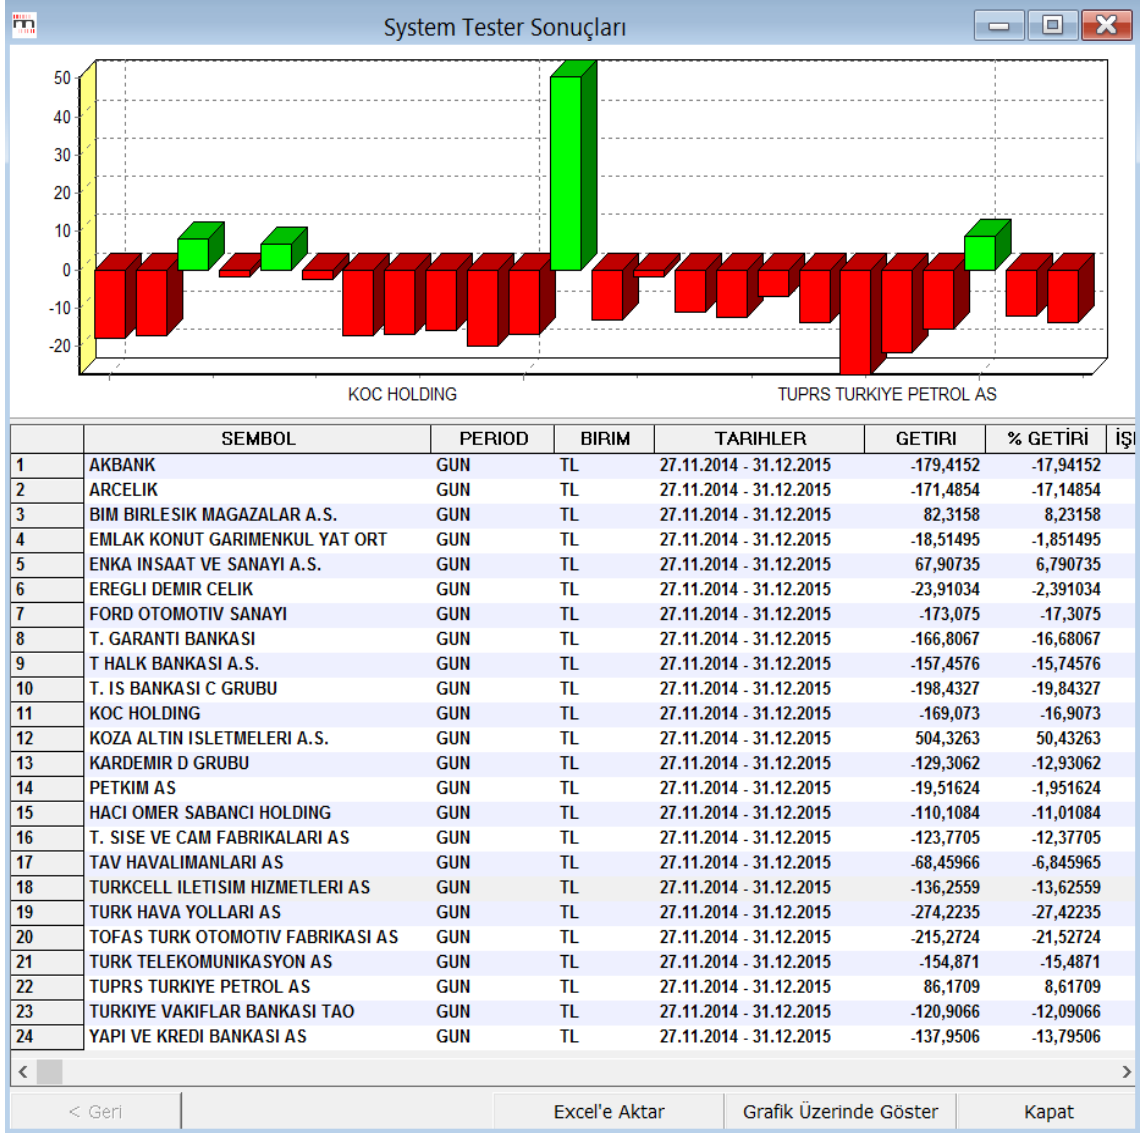 System Tester Sonuçları
50
40
30
20
10
0
-10
-20
KOC HOLDING TUPRS TURKIYE PETROL AS
SEMBOL PERIOD BIRIM TARIHLER GETIRI % GETİRİ İŞ
1 AKBANK GUN TL 27.11.2014 - 31.12.2015 -179,4152 -17,94152
2 ARCELIK GUN TL 27.11.2014 - 31.12.2015 -171,4854 -17,14854
3 BIM BIRLESIK MAGAZALAR A.S. GUN TL 27.11.2014 - 31.12.2015 82,3158 8,23158
4 EMLAK KONUT GARIMENKUL YAT ORT GUN TL 27.11.2014 - 31.12.2015 -18,51495 -1,851495
5 ENKA INSAAT VE SANAYI A.S. GUN TL 27.11.2014 - 31.12.2015 67,90735 6,790735
6 EREGLI DEMIR CELIK GUN TL 27.11.2014 - 31.12.2015 -23,91034 -2,391034
7 FORD OTOMOTIV SANAYI GUN TL 27.11.2014 - 31.12.2015 -173,075 -17,3075
8 T. GARANTI BANKASI GUN TL 27.11.2014 - 31.12.2015 -166,8067 -16,68067
9 T HALK BANKASI A.S. GUN TL 27.11.2014 - 31.12.2015 -157,4576 -15,74576
10 T. IS BANKASI C GRUBU GUN TL 27.11.2014 - 31.12.2015 -198,4327 -19,84327
11 KOC HOLDING GUN TL 27.11.2014 - 31.12.2015 -169,073 -16,9073
12 KOZA ALTIN ISLETMELERI A.S. GUN TL 27.11.2014 - 31.12.2015 504,3263 50,43263
13 KARDEMIR D GRUBU GUN TL 27.11.2014 - 31.12.2015 -129,3062 -12,93062
14 PETKIM AS GUN TL 27.11.2014 - 31.12.2015 -19,51624 -1,951624
15 HACI OMER SABANCI HOLDING GUN TL 27.11.2014 - 31.12.2015 -110,1084 -11,01084
16 T. SISE VE CAM FABRIKALARI AS GUN TL 27.11.2014 - 31.12.2015 -123,7705 -12,37705
17 TAV HAVALIMANLARI AS GUN TL 27.11.2014 - 31.12.2015 -68,45966 -6,845965
18 TURKCELL ILETISIM HIZMETLERI AS GUN TL 27.11.2014 - 31.12.2015 -136,2559 -13,62559
19 TURK HAVA YOLLARI AS GUN TL 27.11.2014 - 31.12.2015 -274,2235 -27,42235
20 TOFAS TURK OTOMOTIV FABRIKASI AS GUN TL 27.11.2014 - 31.12.2015 -215,2724 -21,52724
21 TURK TELEKOMUNIKASYON AS GUN TL 27.11.2014 - 31.12.2015 -154,871 -15,4871
22 TUPRS TURKIYE PETROL AS GUN TL 27.11.2014 - 31.12.2015 86,1709 8,61709
23 TURKIYE VAKIFLAR BANKASI TAO GUN TL 27.11.2014 - 31.12.2015 -120,9066 -12,09066
24 YAPI VE KREDI BANKASI AS GUN TL 27.11.2014 - 31.12.2015 -137,9506 -13,79506
< Geri Excel'e Aktar Grafik Üzerinde Göster Kapat